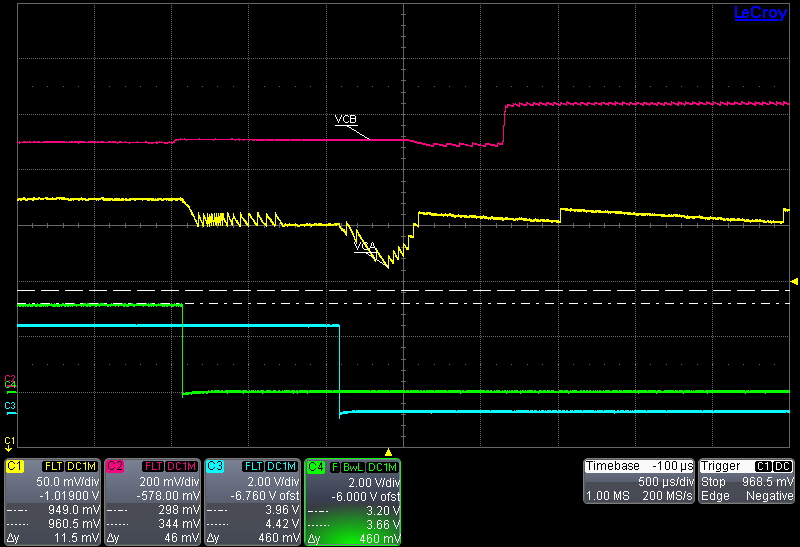 LeCroy
VCB
VCA
C2
C4
C3
C1
C1 FLT DC1M
50.0 mV/div
-1.01900 V
949.0 mV
960.5 mV
Δy 11.5 mV
C2 FLT DC1M
200 mV/div
-578.00 mV
298 mV
344 mV
Δy 46 mV
C3 FLT DC1M
2.00 V/div
-6.760 V ofst
3.96 V
4.42 V
Δy 460 mV
C4 F BwL DC1M
2.00 V/div
-6.000 V ofst
3.20 V
3.66 V
Δy 460 mV
Timebase -100 µs
500 µs/div
1.00 MS 200 MS/s
Trigger C1 DC
Stop 968.5 mV
Edge Negative